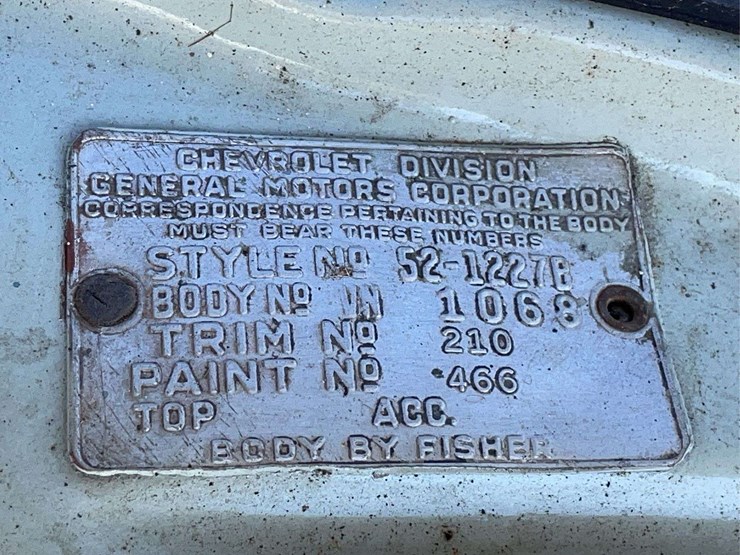 CHEVROLET DIVISION
GENERAL MOTORS CORPORATION
CORRESPONDENCE PERTAINING TO THE BODY
MUST BEAR THESE NUMBERS
STYLE Nº 52-1227B
BODY Nº VN 1068
TRIM Nº 210
PAINT Nº 466
TOP ACC.
BODY BY FISHER